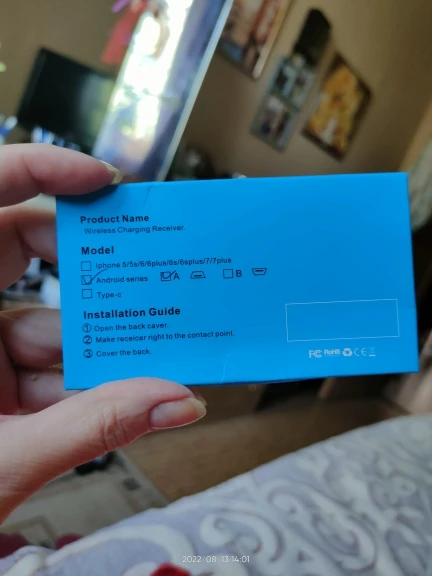 Product Name
Wireless Charging Receiver.
Model
Iphone 5/5s/6/6plus/6s/6splus/7/7plus
Android series A B
Type-c
Installation Guide
① Open the back caver.
② Make receicer right to the contact point.
③ Cover the back.
FC RoHS CE
2022-08-13 14:01